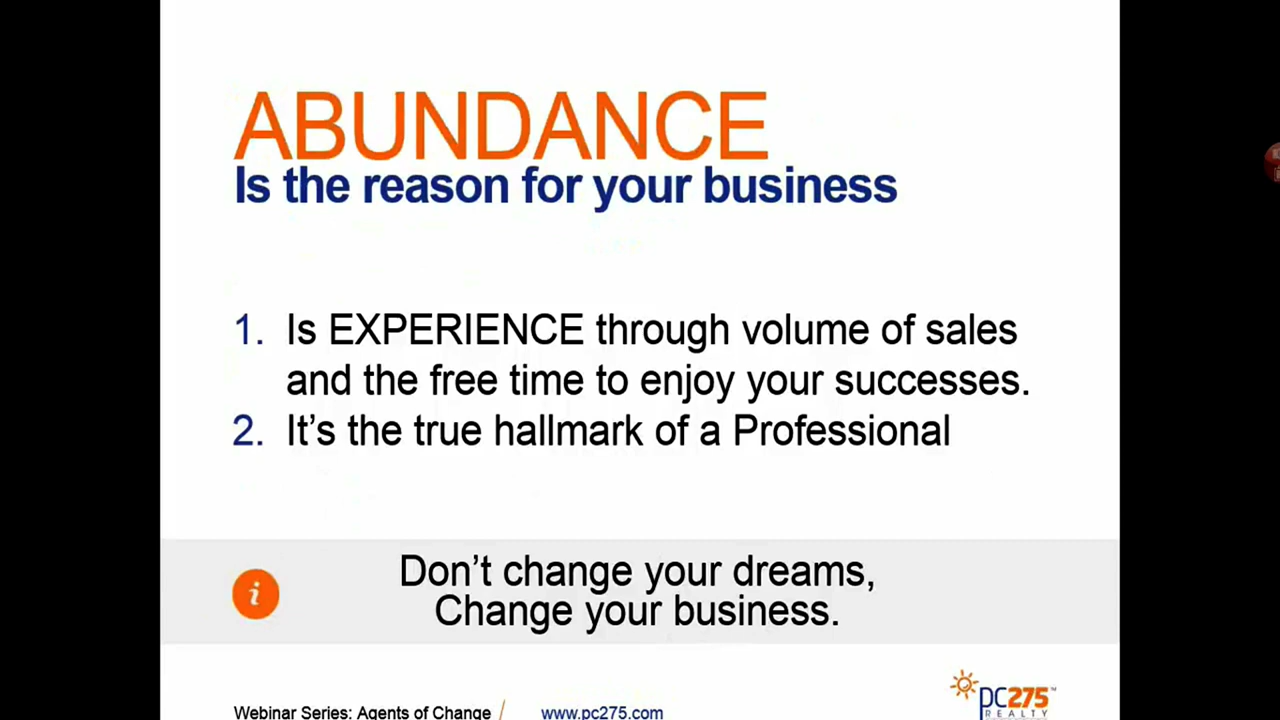 ABUNDANCE
Is the reason for your business
1. Is EXPERIENCE through volume of sales
and the free time to enjoy your successes.
2. It's the true hallmark of a Professional
i
Don't change your dreams,
Change your business.
Webinar Series: Agents of Change
www.pc275.com
pc275™
REALTY